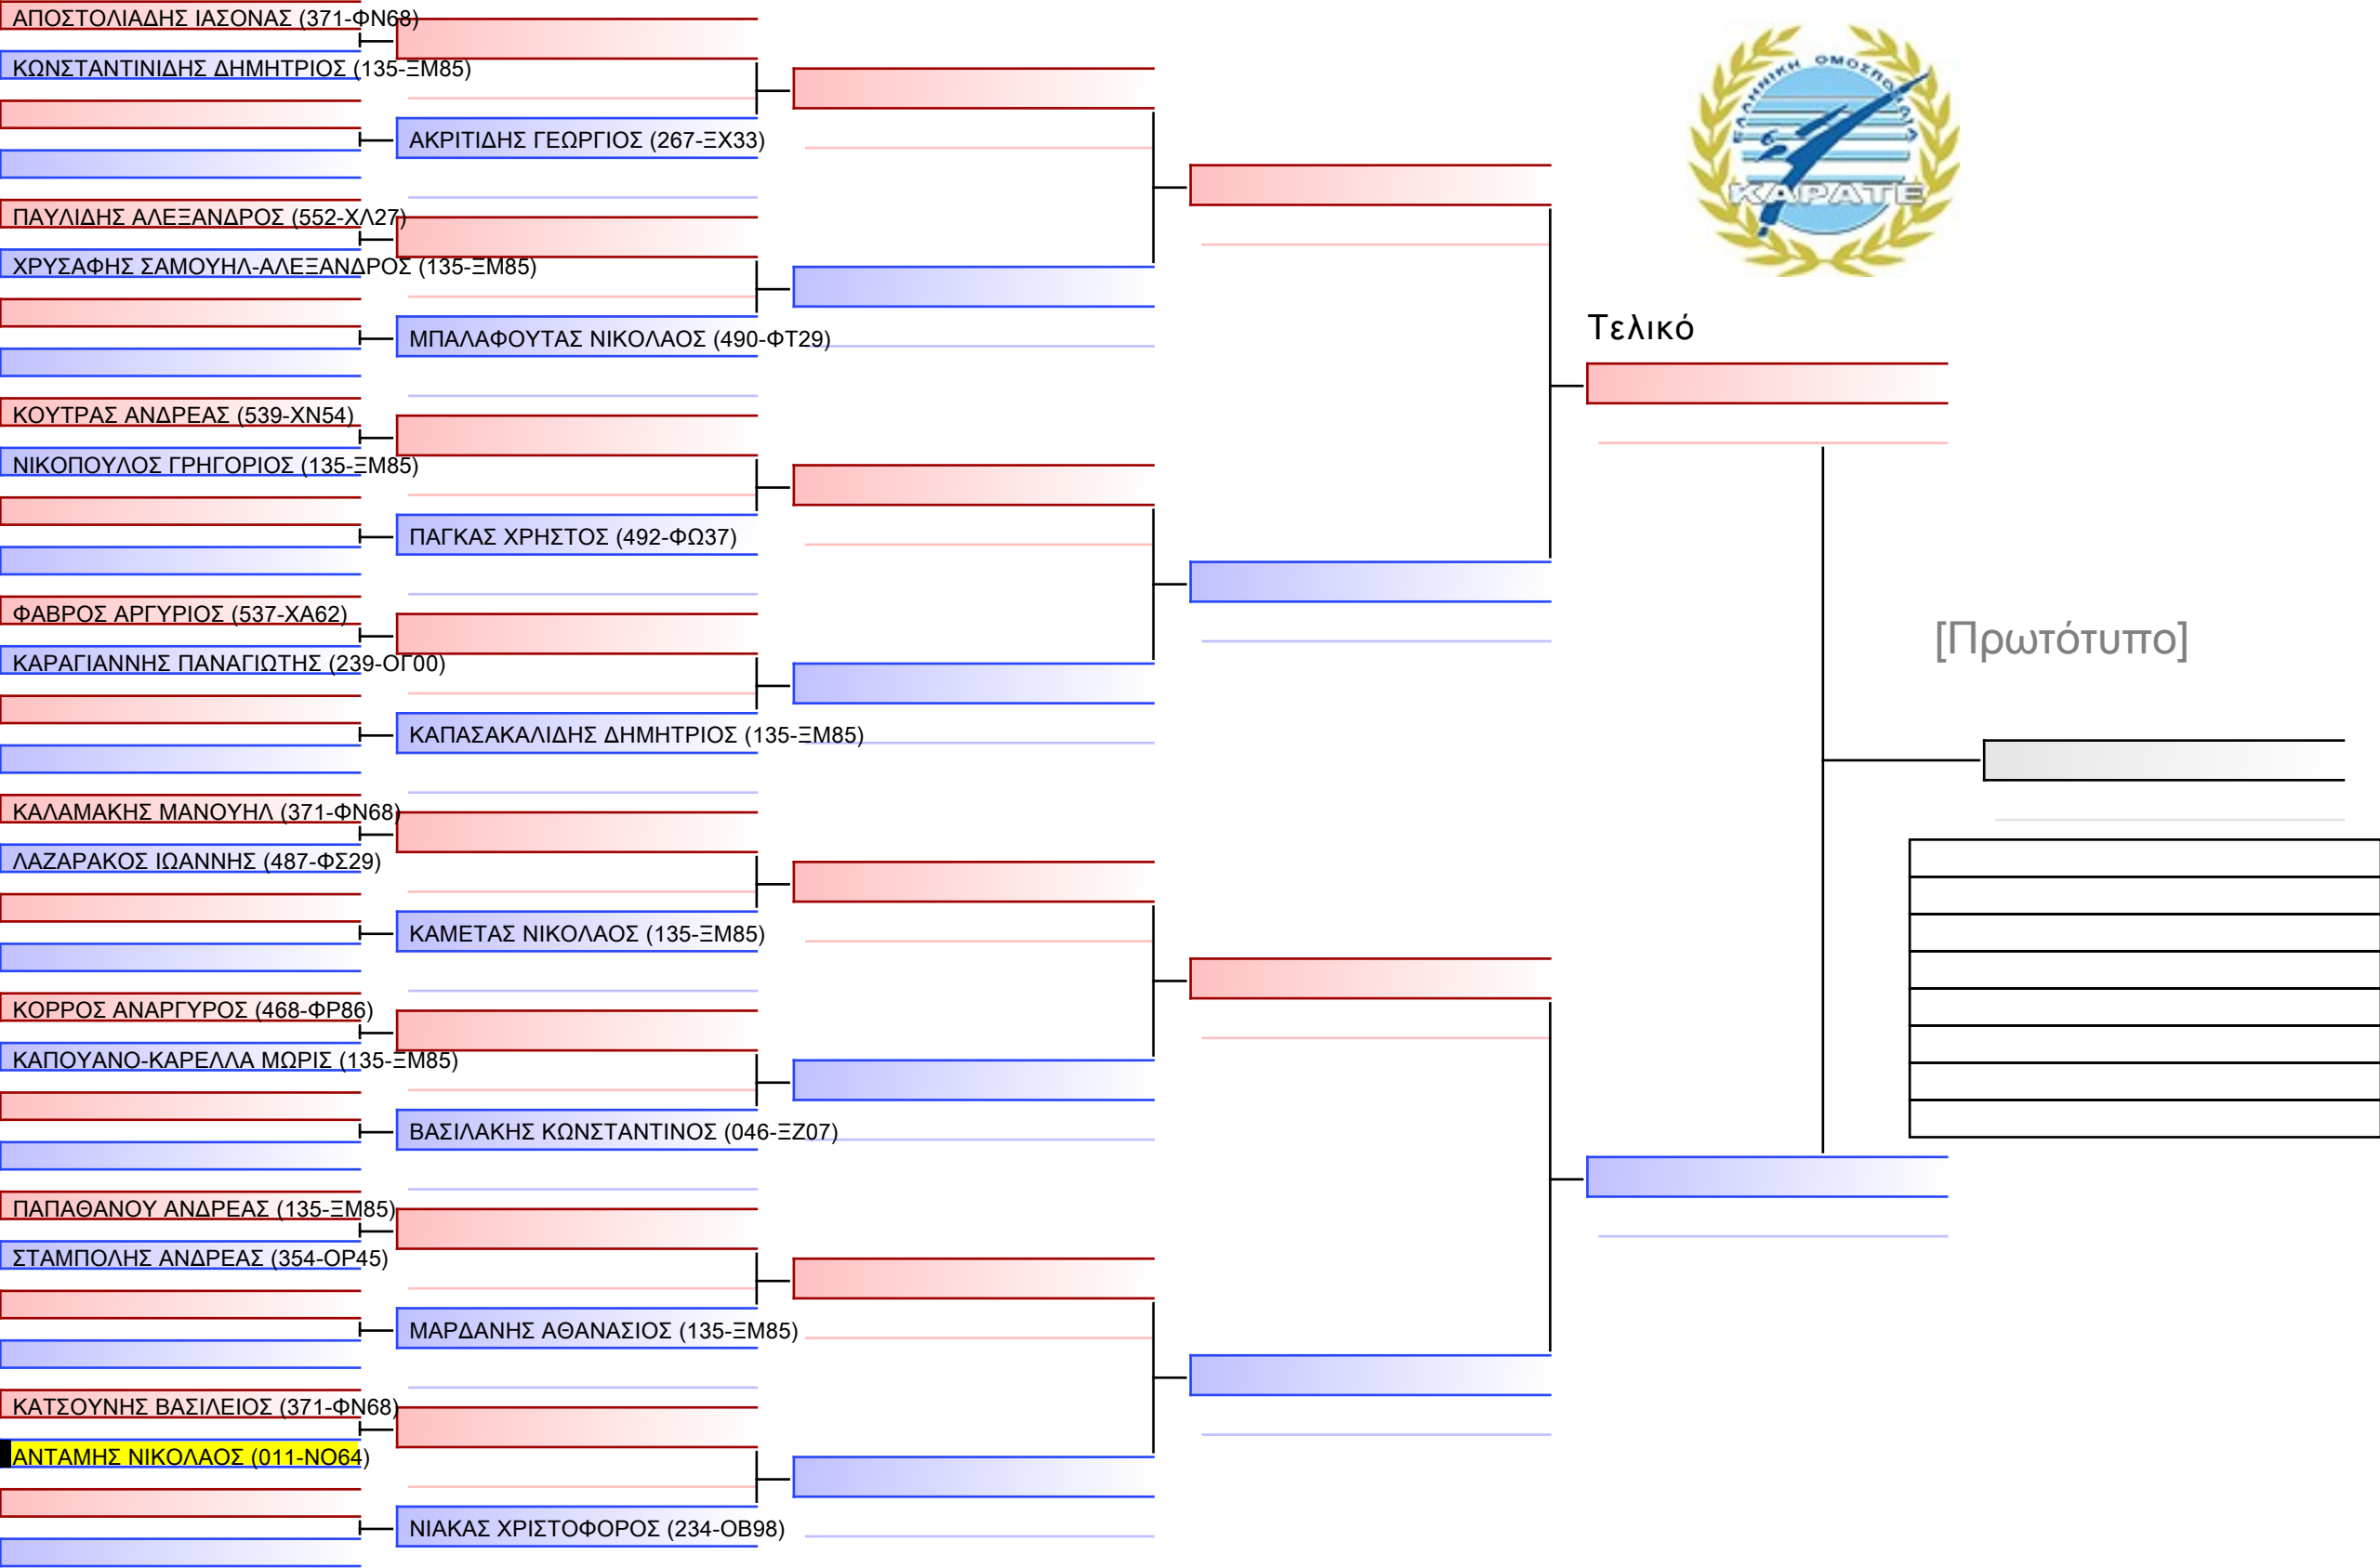 ΑΠΟΣΤΟΛΙΑΔΗΣ ΙΑΣΟΝΑΣ (371-ΦΝ68)
ΚΩΝΣΤΑΝΤΙΝΙΔΗΣ ΔΗΜΗΤΡΙΟΣ (135-ΞΜ85)
ΑΚΡΙΤΙΔΗΣ ΓΕΩΡΓΙΟΣ (267-ΞΧ33)
ΠΑΥΛΙΔΗΣ ΑΛΕΞΑΝΔΡΟΣ (552-ΧΛ27)
ΧΡΥΣΑΦΗΣ ΣΑΜΟΥΗΛ-ΑΛΕΞΑΝΔΡΟΣ (135-ΞΜ85)
ΜΠΑΛΑΦΟΥΤΑΣ ΝΙΚΟΛΑΟΣ (490-ΦΤ29)
ΚΟΥΤΡΑΣ ΑΝΔΡΕΑΣ (539-ΧΝ54)
ΝΙΚΟΠΟΥΛΟΣ ΓΡΗΓΟΡΙΟΣ (135-ΞΜ85)
ΠΑΓΚΑΣ ΧΡΗΣΤΟΣ (492-ΦΩ37)
ΦΑΒΡΟΣ ΑΡΓΥΡΙΟΣ (537-ΧΑ62)
ΚΑΡΑΓΙΑΝΝΗΣ ΠΑΝΑΓΙΩΤΗΣ (239-ΟΓ00)
ΚΑΠΑΣΑΚΑΛΙΔΗΣ ΔΗΜΗΤΡΙΟΣ (135-ΞΜ85)
ΚΑΛΑΜΑΚΗΣ ΜΑΝΟΥΗΛ (371-ΦΝ68)
ΛΑΖΑΡΑΚΟΣ ΙΩΑΝΝΗΣ (487-ΦΣ29)
ΚΑΜΕΤΑΣ ΝΙΚΟΛΑΟΣ (135-ΞΜ85)
ΚΟΡΡΟΣ ΑΝΑΡΓΥΡΟΣ (468-ΦΡ86)
ΚΑΠΟΥΑΝΟ-ΚΑΡΕΛΛΑ ΜΩΡΙΣ (135-ΞΜ85)
ΒΑΣΙΛΑΚΗΣ ΚΩΝΣΤΑΝΤΙΝΟΣ (046-ΞΖ07)
ΠΑΠΑΘΑΝΟΥ ΑΝΔΡΕΑΣ (135-ΞΜ85)
ΣΤΑΜΠΟΛΗΣ ΑΝΔΡΕΑΣ (354-ΟΡ45)
ΜΑΡΔΑΝΗΣ ΑΘΑΝΑΣΙΟΣ (135-ΞΜ85)
ΚΑΤΣΟΥΝΗΣ ΒΑΣΙΛΕΙΟΣ (371-ΦΝ68)
ΑΝΤΑΜΗΣ ΝΙΚΟΛΑΟΣ (011-ΝΟ64)
ΝΙΑΚΑΣ ΧΡΙΣΤΟΦΟΡΟΣ (234-ΟΒ98)
ΕΛΛΗΝΙΚΗ ΟΜΟΣΠΟΝΔΙΑ
ΚΑΡΑΤΕ
Τελικό
[Πρωτότυπο]